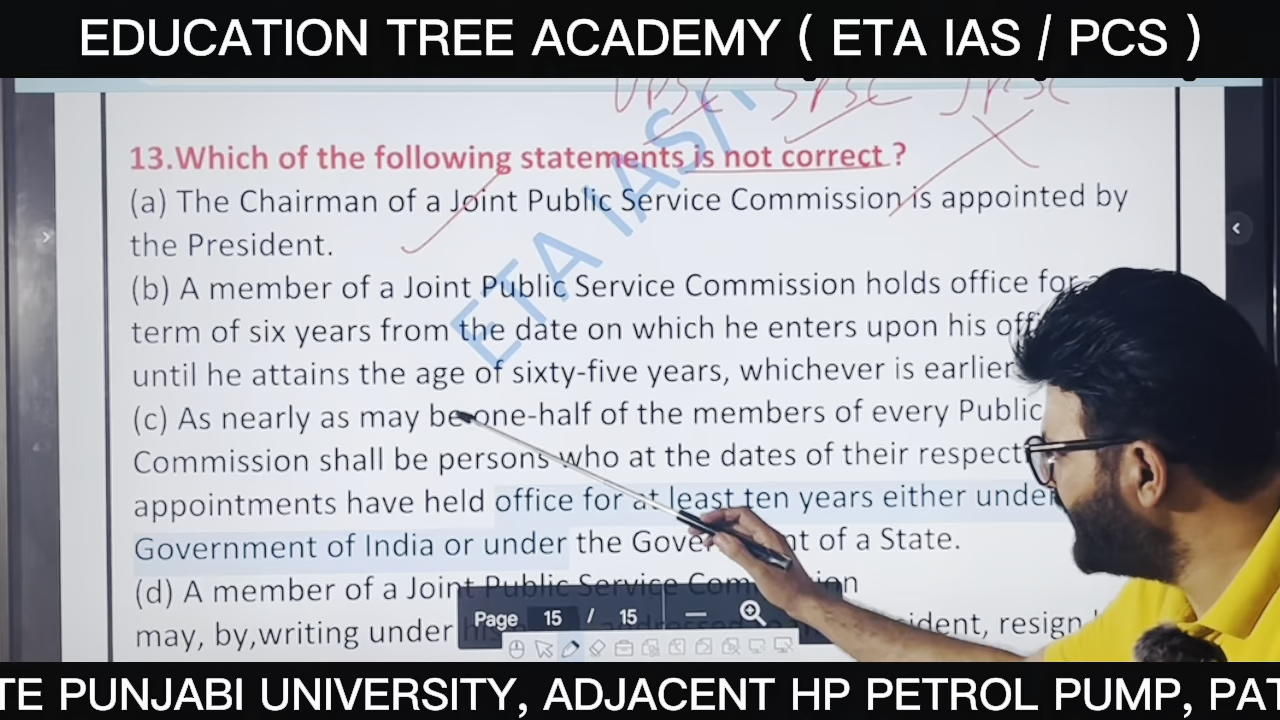 EDUCATION TREE ACADEMY ( ETA IAS / PCS )
UPSC SPSC JPSC
13.Which of the following statements is not correct ?
(a) The Chairman of a Joint Public Service Commission is appointed by
the President.
(b) A member of a Joint Public Service Commission holds office for
term of six years from the date on which he enters upon his
until he attains the age of sixty-five years, whichever is earlier
(c) As nearly as may be one-half of the members of every Public
Commission shall be persons who at the dates of their
appointments have held office for at least ten years either under
Government of India or under the Government of a State.
(d) A member of a Joint Public Service Commission
may, by,writing under resign
Page 15 / 15
ETA IAS/
TE PUNJABI UNIVERSITY, ADJACENT HP PETROL PUMP, PAT